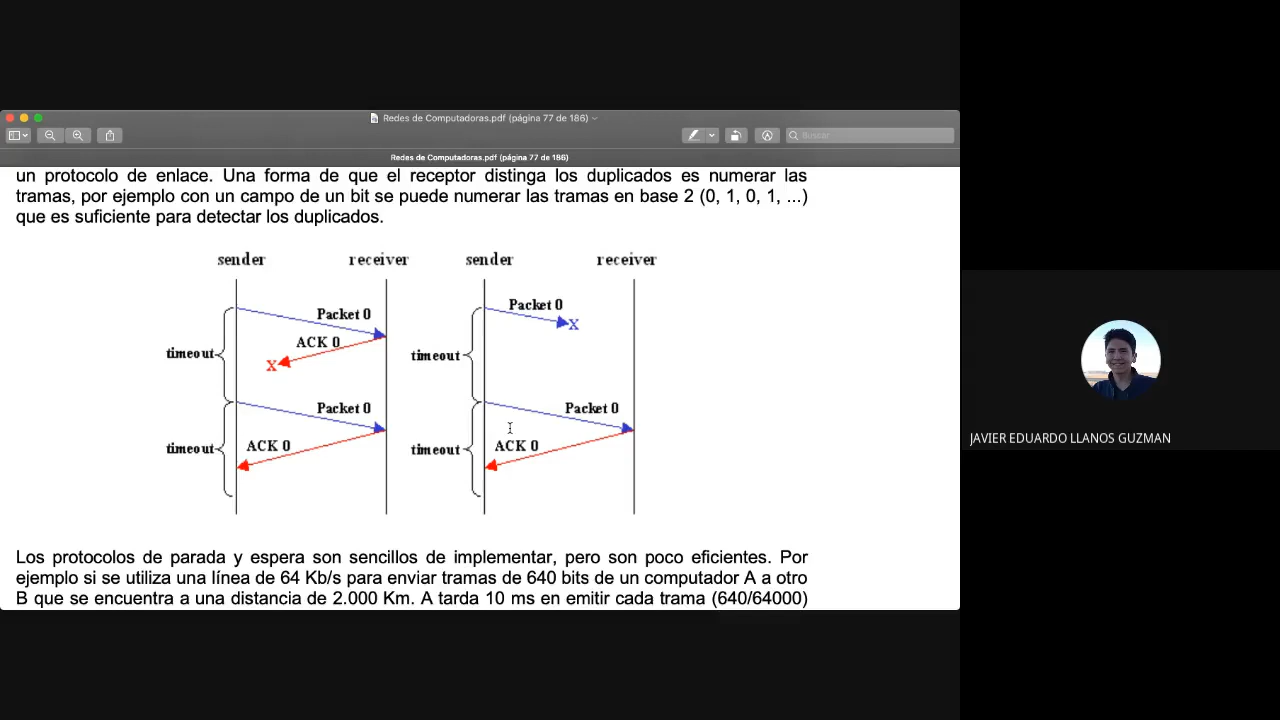 Redes de Computadoras.pdf (página 77 de 186)
Buscar
Redes de Computadoras.pdf (página 77 de 186)
un protocolo de enlace. Una forma de que el receptor distinga los duplicados es numerar las
tramas, por ejemplo con un campo de un bit se puede numerar las tramas en base 2 (0, 1, 0, 1, ...)
que es suficiente para detectar los duplicados.
sender receiver sender receiver
Packet 0
Packet 0
ACK 0
X
X
timeout
timeout
Packet 0
Packet 0
ACK 0
ACK 0
timeout
timeout
Los protocolos de parada y espera son sencillos de implementar, pero son poco eficientes. Por
ejemplo si se utiliza una línea de 64 Kb/s para enviar tramas de 640 bits de un computador A a otro
B que se encuentra a una distancia de 2.000 Km. A tarda 10 ms en emitir cada trama (640/64000)
JAVIER EDUARDO LLANOS GUZMAN